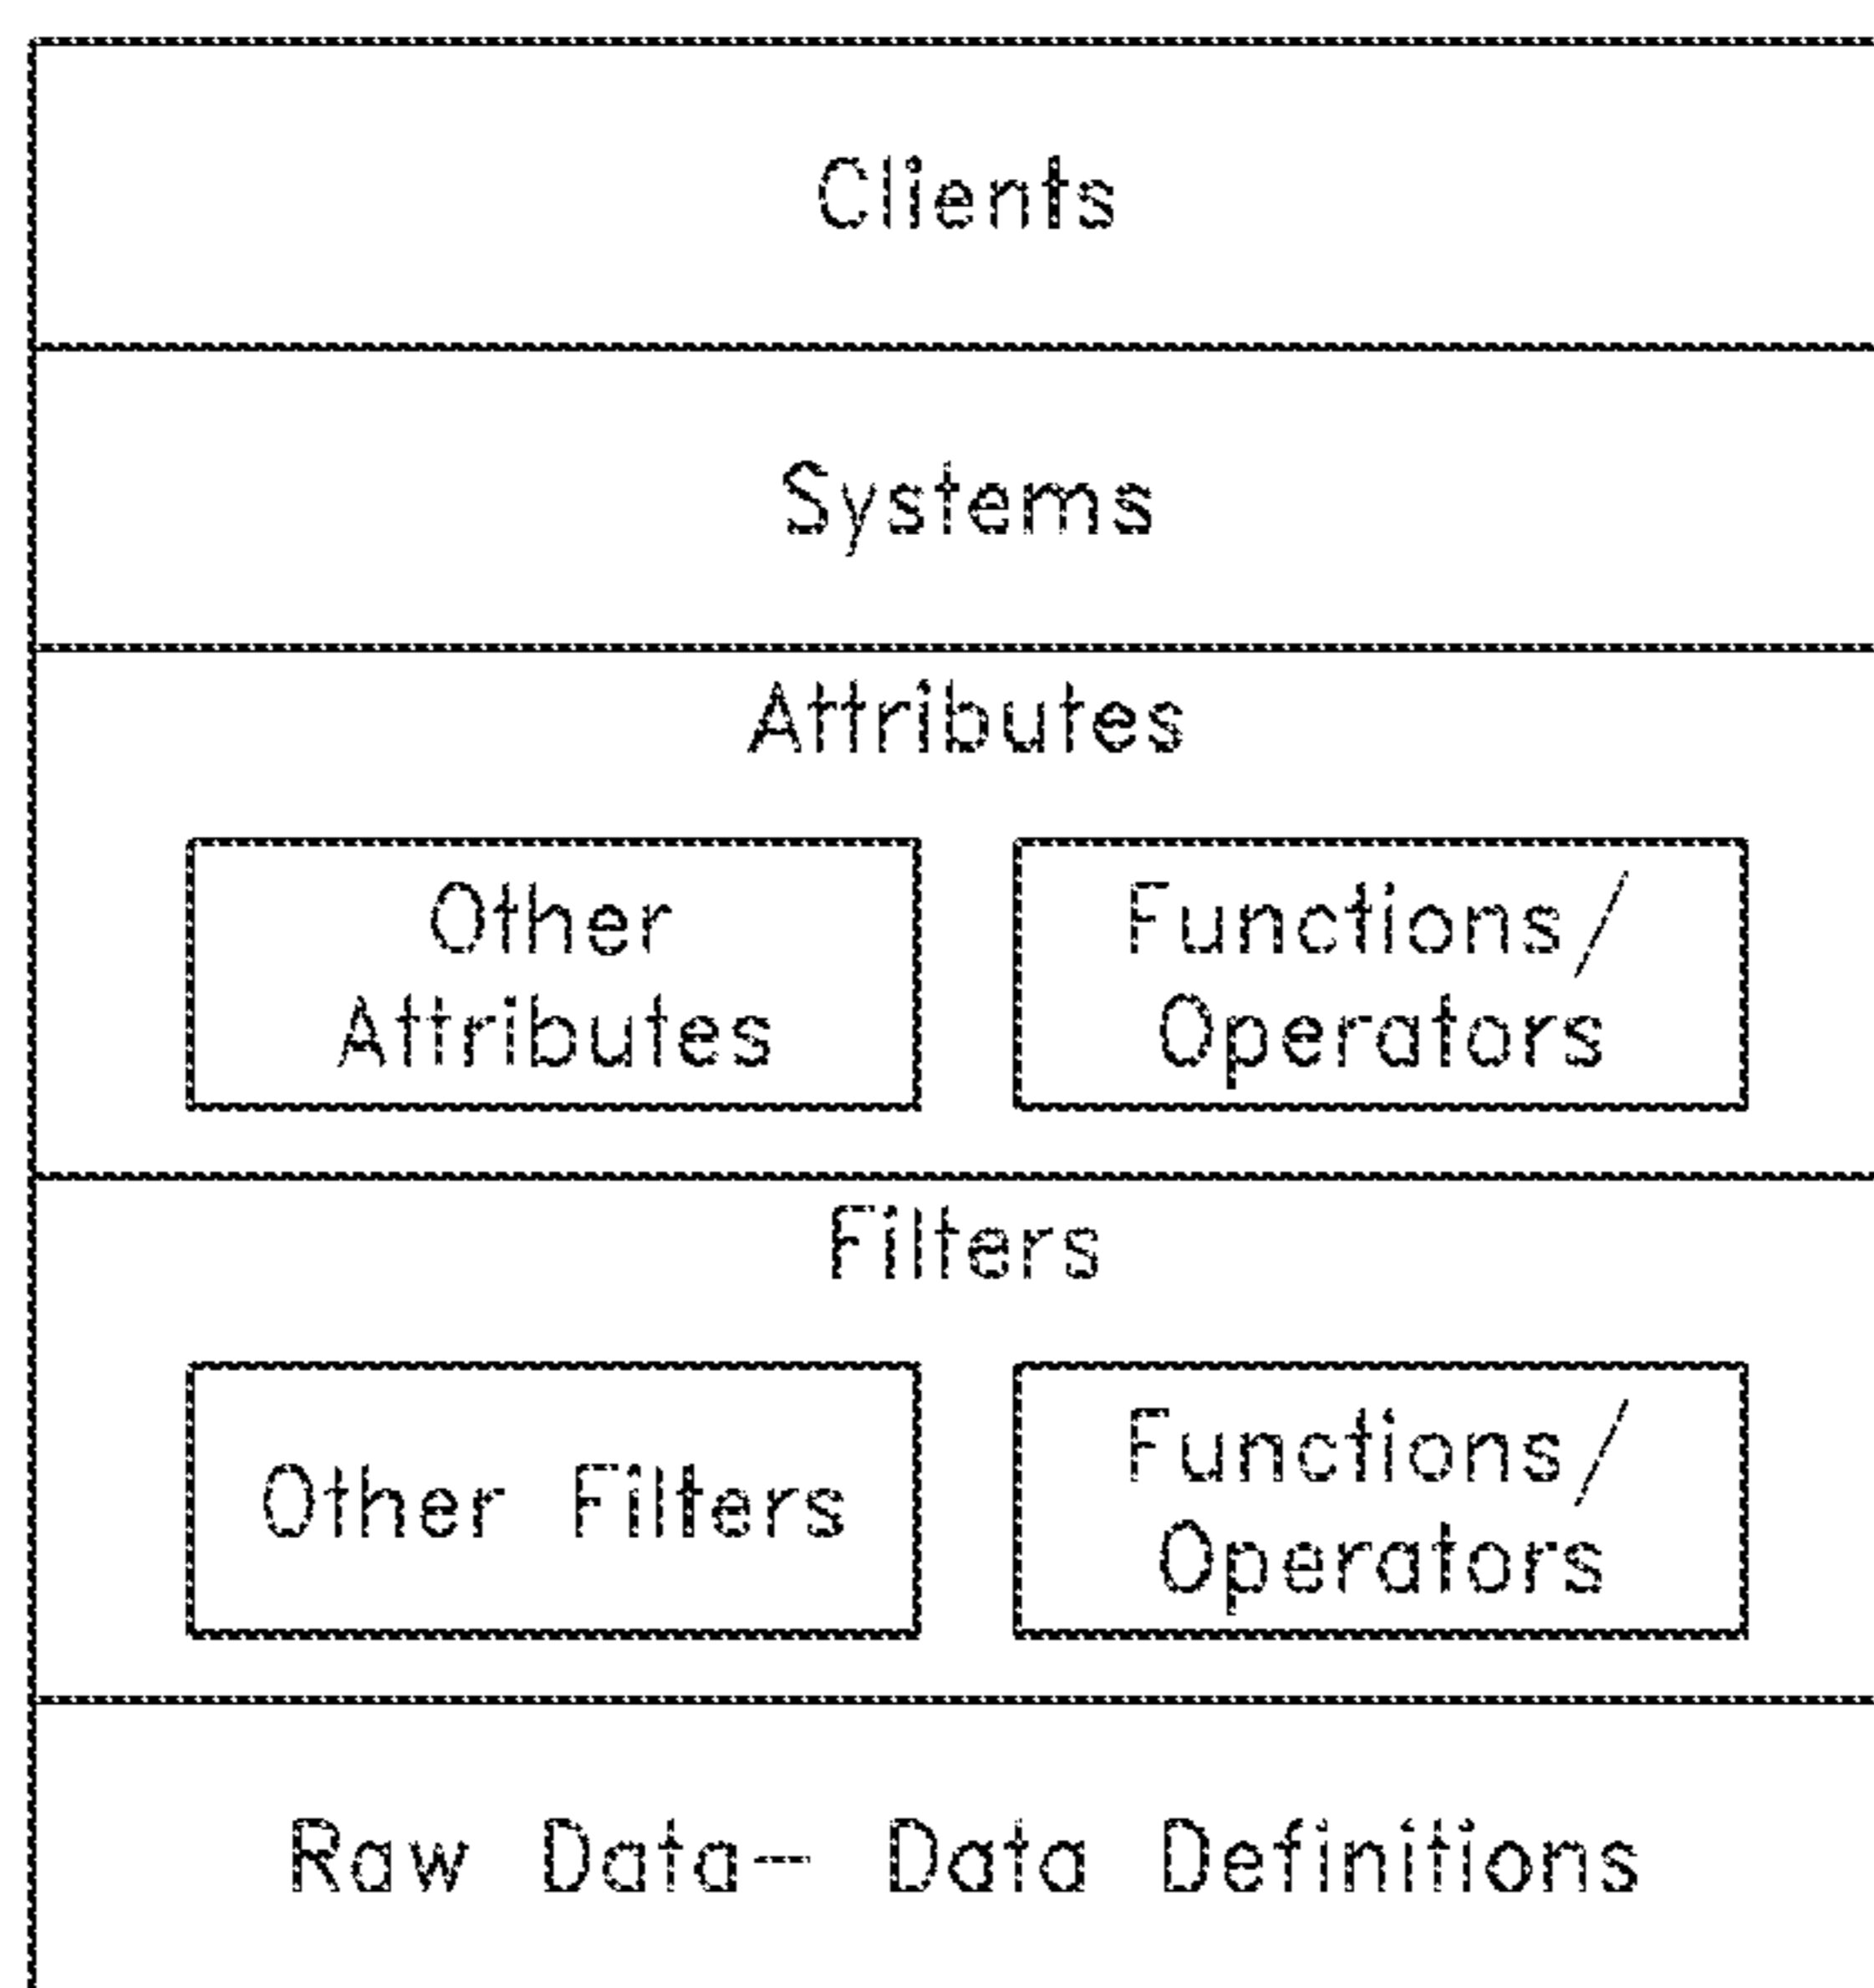 Clients
Systems
Attributes
Other
Attributes
Functions/
Operators
Filters
Other Filters
Functions/
Operators
Raw Data- Data Definitions